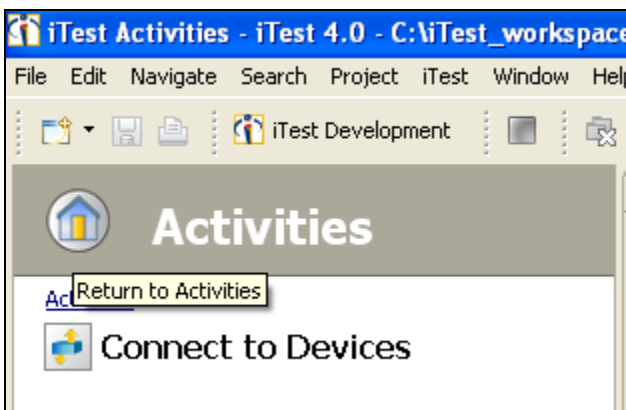 iTest Activities - iTest 4.0 - C:\iTest_workspace
File Edit Navigate Search Project iTest Window Help
iTest Development
Activities
Return to Activities
Connect to Devices